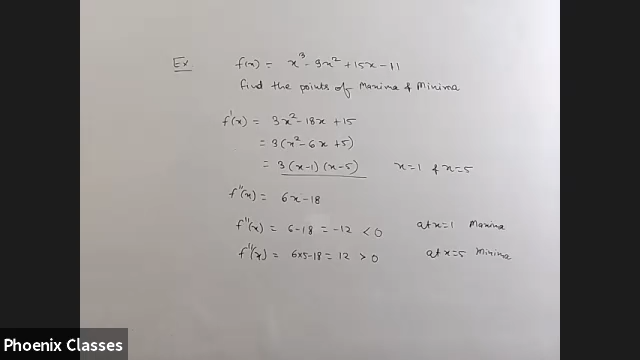 Ex f(x) = x³ - 9x² + 15x - 11
find the points of Maxima & Minima
f'(x) = 3x² - 18x + 15
= 3(x² - 6x + 5)
= 3(x-1)(x-5) x=1 & x=5
f''(x) = 6x - 18
f''(x) = 6-18 = -12 < 0 at x=1 Maxima
f''(x) = 6x5-18 = 12 > 0 at x=5 Minima
Phoenix Classes